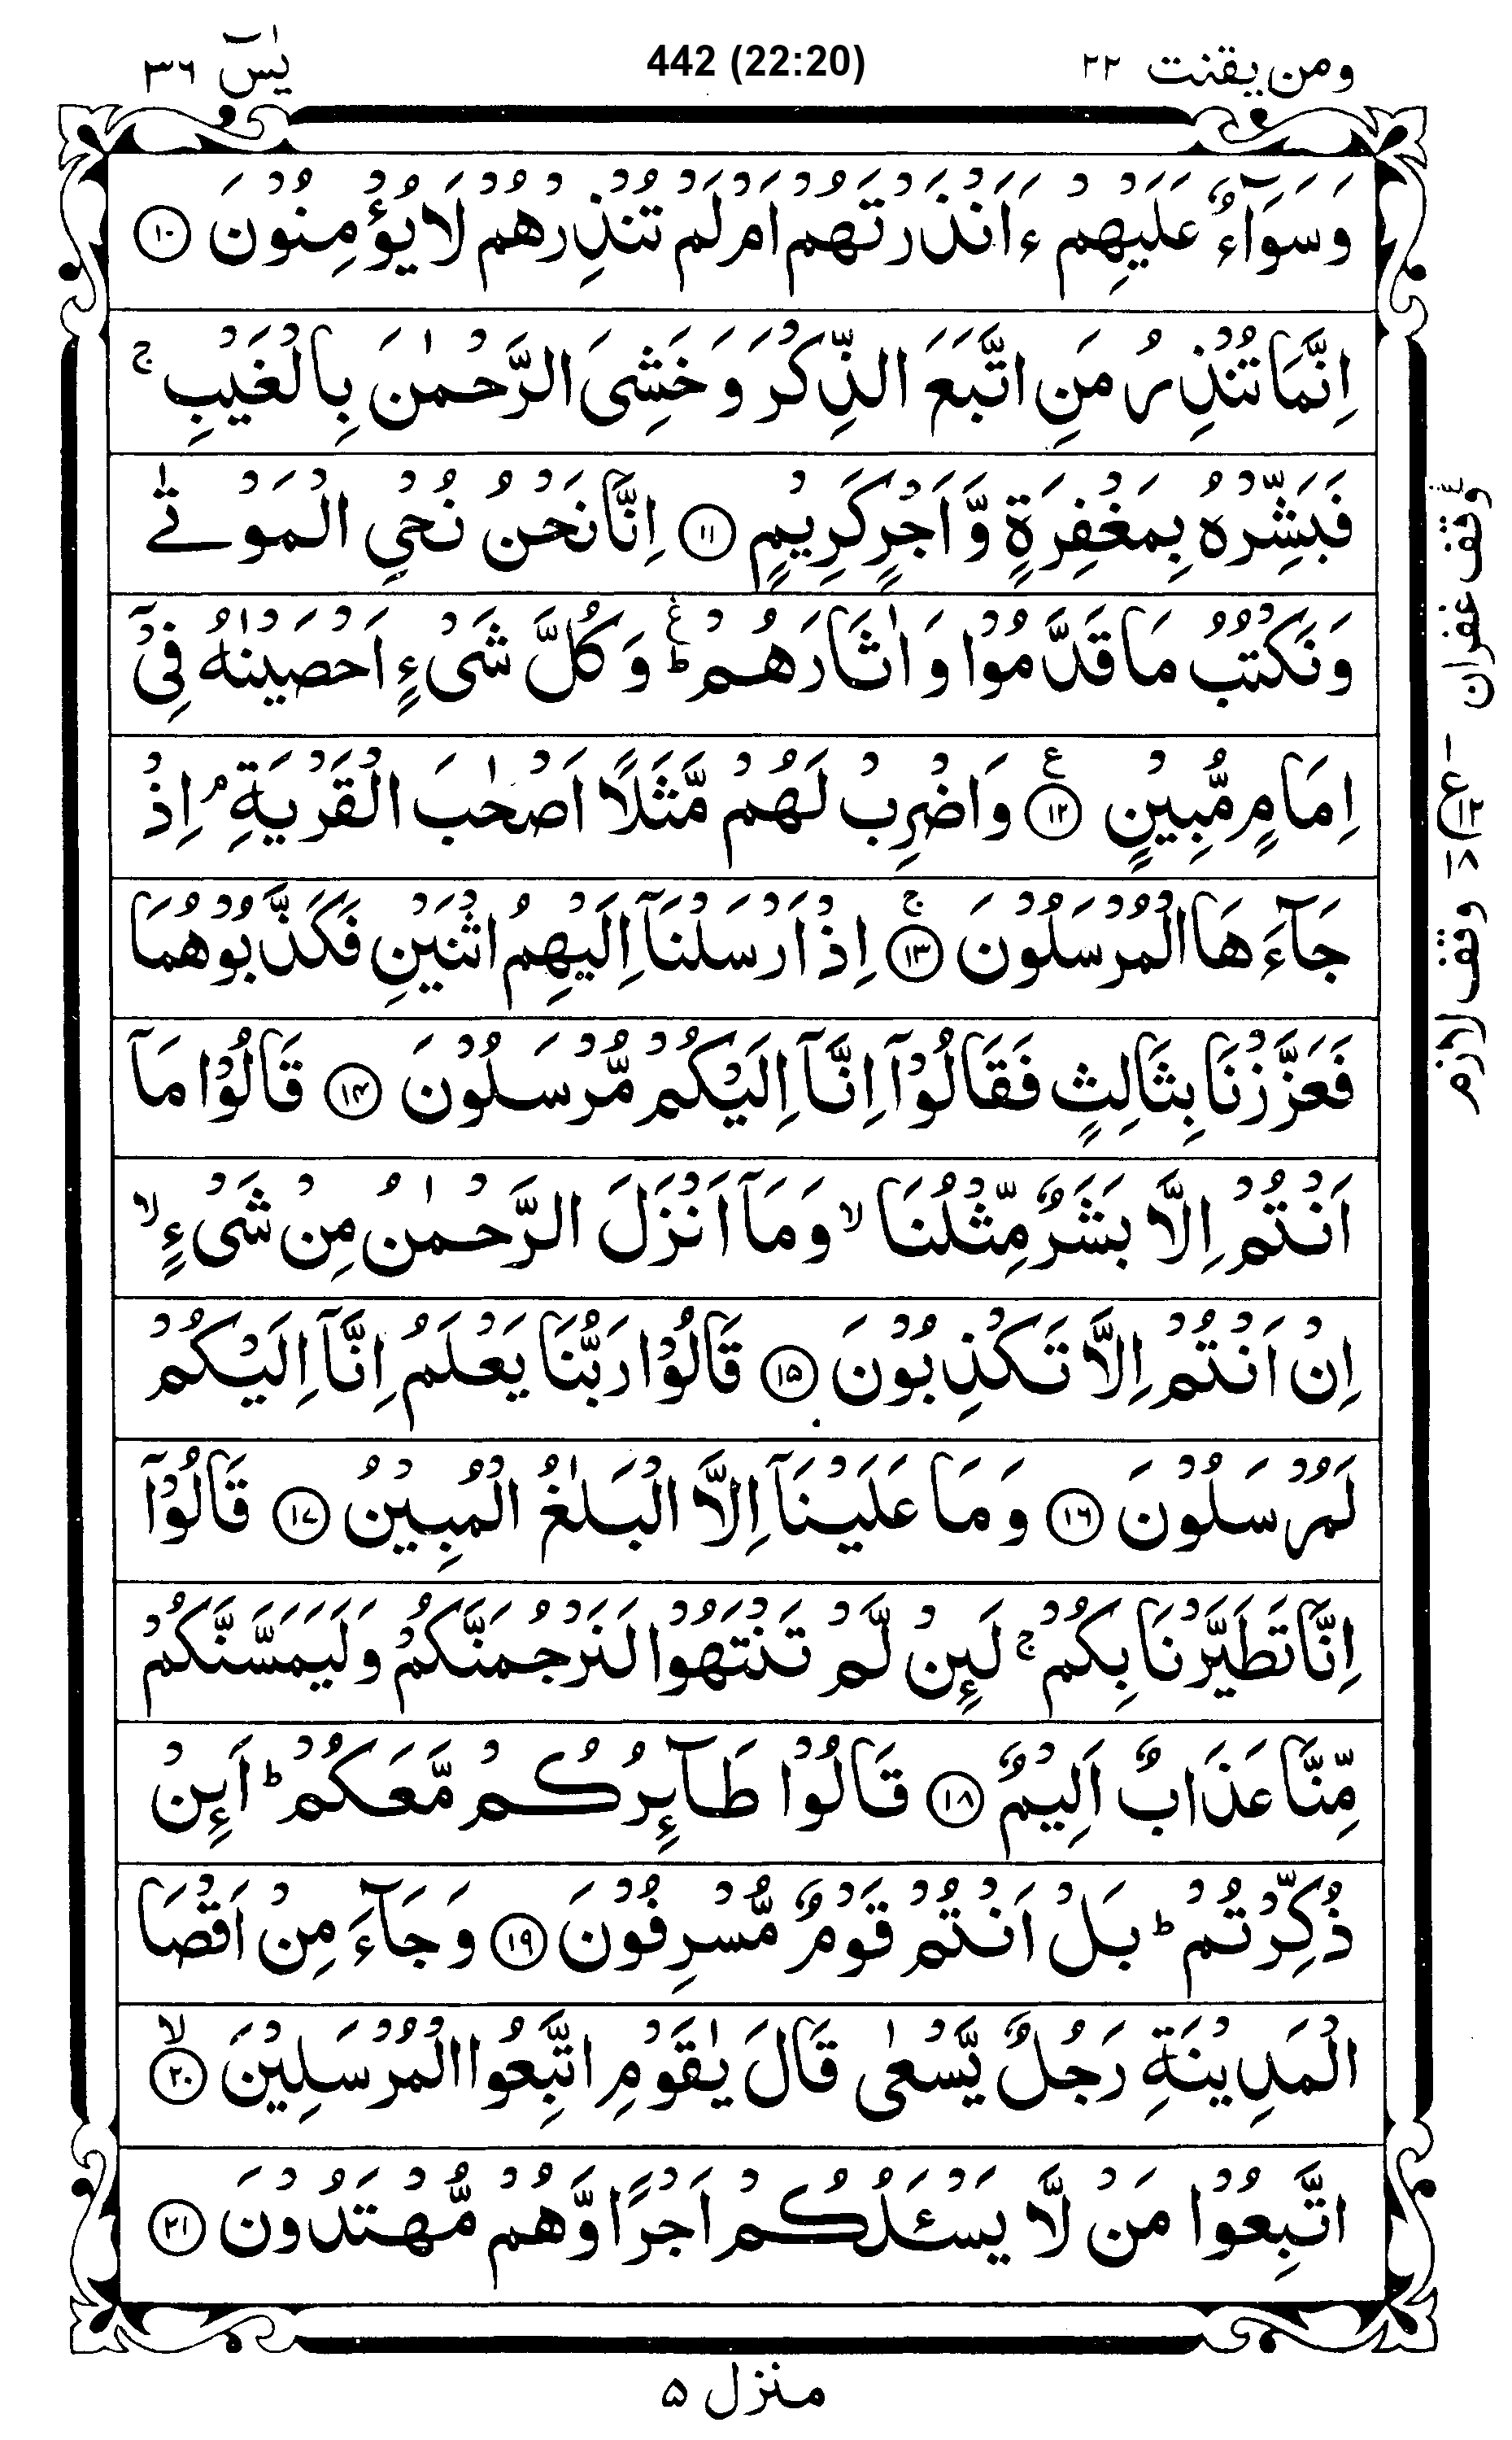 ومن يقنت ٢٢ 442 (22:20) يٰسٓ ٣٦
وَسَوَآءٌ عَلَيْهِمْ ءَاَنْذَرْتَهُمْ اَمْ لَمْ تُنْذِرْهُمْ لَا يُؤْمِنُوْنَ ۝١٠
اِنَّمَا تُنْذِرُ مَنِ اتَّبَعَ الذِّكْرَ وَ خَشِيَ الرَّحْمٰنَ بِالْغَيْبِ ۚ
فَبَشِّرْهُ بِمَغْفِرَةٍ وَّ اَجْرٍ كَرِيْمٍ ۝١١ اِنَّا نَحْنُ نُحْيِ الْمَوْتٰى
وَ نَكْتُبُ مَا قَدَّمُوْا وَ اٰثَارَهُمْ ؕ وَ كُلَّ شَيْءٍ اَحْصَيْنٰهُ فِيْٓ
اِمَامٍ مُّبِيْنٍ ۝١٢ ع وَاضْرِبْ لَهُمْ مَّثَلًا اَصْحٰبَ الْقَرْيَةِ ۘ اِذْ
جَآءَهَا الْمُرْسَلُوْنَ ۚ ۝١٣ اِذْ اَرْسَلْنَآ اِلَيْهِمُ اثْنَيْنِ فَكَذَّبُوْهُمَا
فَعَزَّزْنَا بِثَالِثٍ فَقَالُوْٓا اِنَّآ اِلَيْكُمْ مُّرْسَلُوْنَ ۝١٤ قَالُوْا مَآ
اَنْتُمْ اِلَّا بَشَرٌ مِّثْلُنَا ۙ وَ مَآ اَنْزَلَ الرَّحْمٰنُ مِنْ شَيْءٍ ۙ
اِنْ اَنْتُمْ اِلَّا تَكْذِبُوْنَ ۝١٥ قَالُوْا رَبُّنَا يَعْلَمُ اِنَّآ اِلَيْكُمْ
لَمُرْسَلُوْنَ ۝١٦ وَ مَا عَلَيْنَآ اِلَّا الْبَلٰغُ الْمُبِيْنُ ۝١٧ قَالُوْٓا
اِنَّا تَطَيَّرْنَا بِكُمْ ۚ لَئِنْ لَّمْ تَنْتَهُوْا لَنَرْجُمَنَّكُمْ وَ لَيَمَسَّنَّكُمْ
مِّنَّا عَذَابٌ اَلِيْمٌ ۝١٨ قَالُوْا طَآئِرُكُمْ مَّعَكُمْ ؕ اَئِنْ
ذُكِّرْتُمْ ؕ بَلْ اَنْتُمْ قَوْمٌ مُّسْرِفُوْنَ ۝١٩ وَ جَآءَ مِنْ اَقْصَا
الْمَدِيْنَةِ رَجُلٌ يَّسْعٰى قَالَ يٰقَوْمِ اتَّبِعُوا الْمُرْسَلِيْنَ ۙ ۝٢٠
اتَّبِعُوْا مَنْ لَّا يَسْـَٔلُكُمْ اَجْرًا وَّ هُمْ مُّهْتَدُوْنَ ۝٢١
وقف غفران
ع ١٢
وقف لازم
منزل ۵